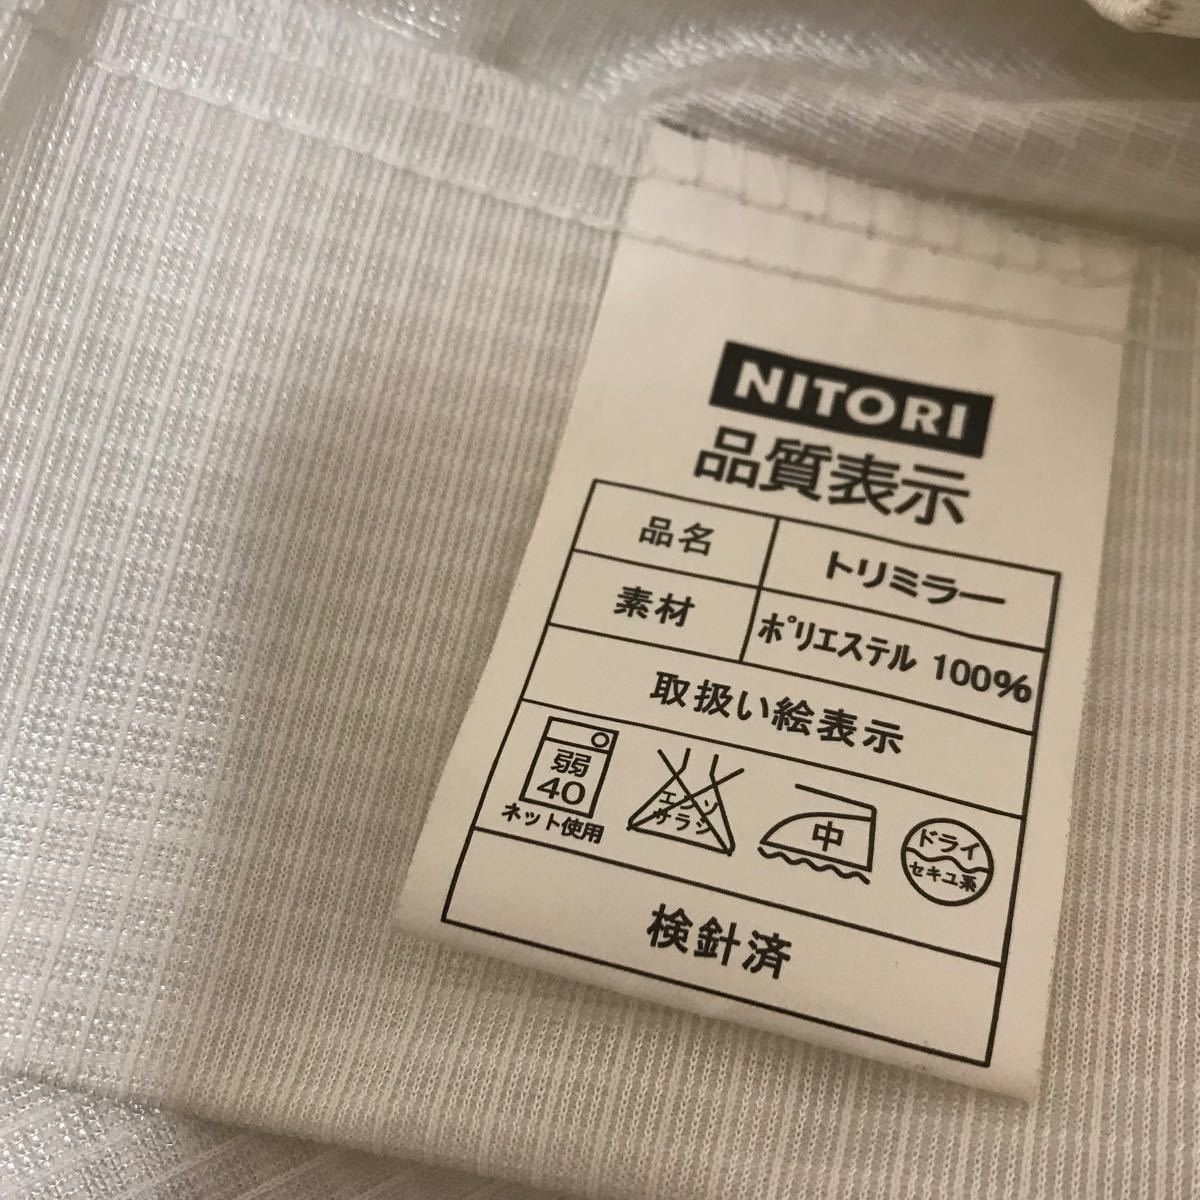 NITORI
品質表示
品名 トリミラー
素材 ポリエステル 100%
取扱い絵表示
弱
40
ネット使用
エンソ
サラシ
中
ドライ
セキユ系
検針済